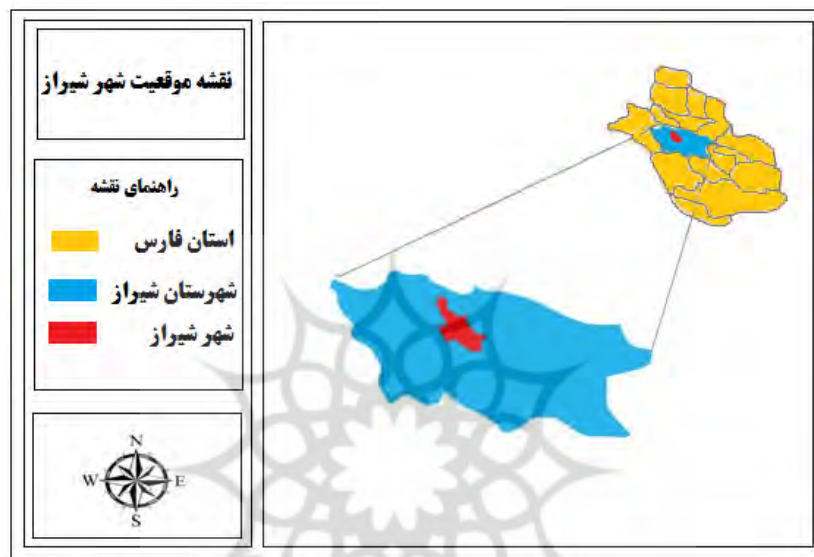 نقشه موقعیت شهر شیراز
راهنمای نقشه
استان فارس
شهرستان شیراز
شهر شیراز
N
W E
S